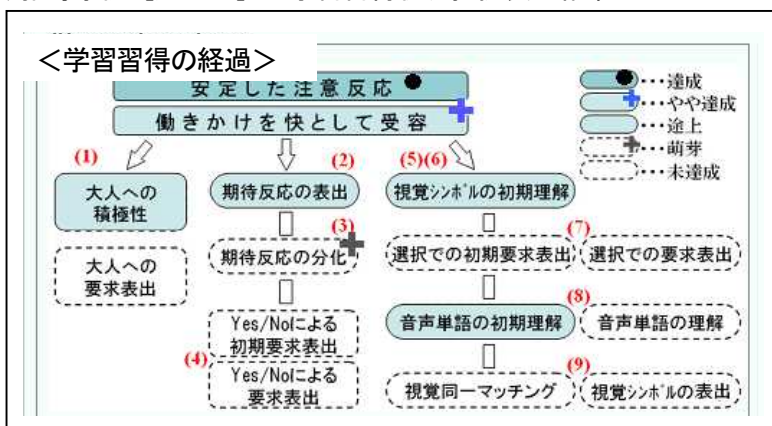 ＜学習習得の経過＞
安定した注意反応
働きかけを快として受容
・・・達成
・・・やや達成
・・・途上
・・・萌芽
・・・未達成
(1)
(2)
(5)(6)
大人への
積極性
期待反応の表出
視覚ｼﾝﾎﾞﾙの初期理解
(3)
(7)
大人への
要求表出
期待反応の分化
選択での初期要求表出
選択での要求表出
(8)
Yes/Noによる
初期要求表出
音声単語の初期理解
音声単語の理解
(4)
(9)
Yes/Noによる
要求表出
視覚同一マッチング
視覚ｼﾝﾎﾞﾙの表出